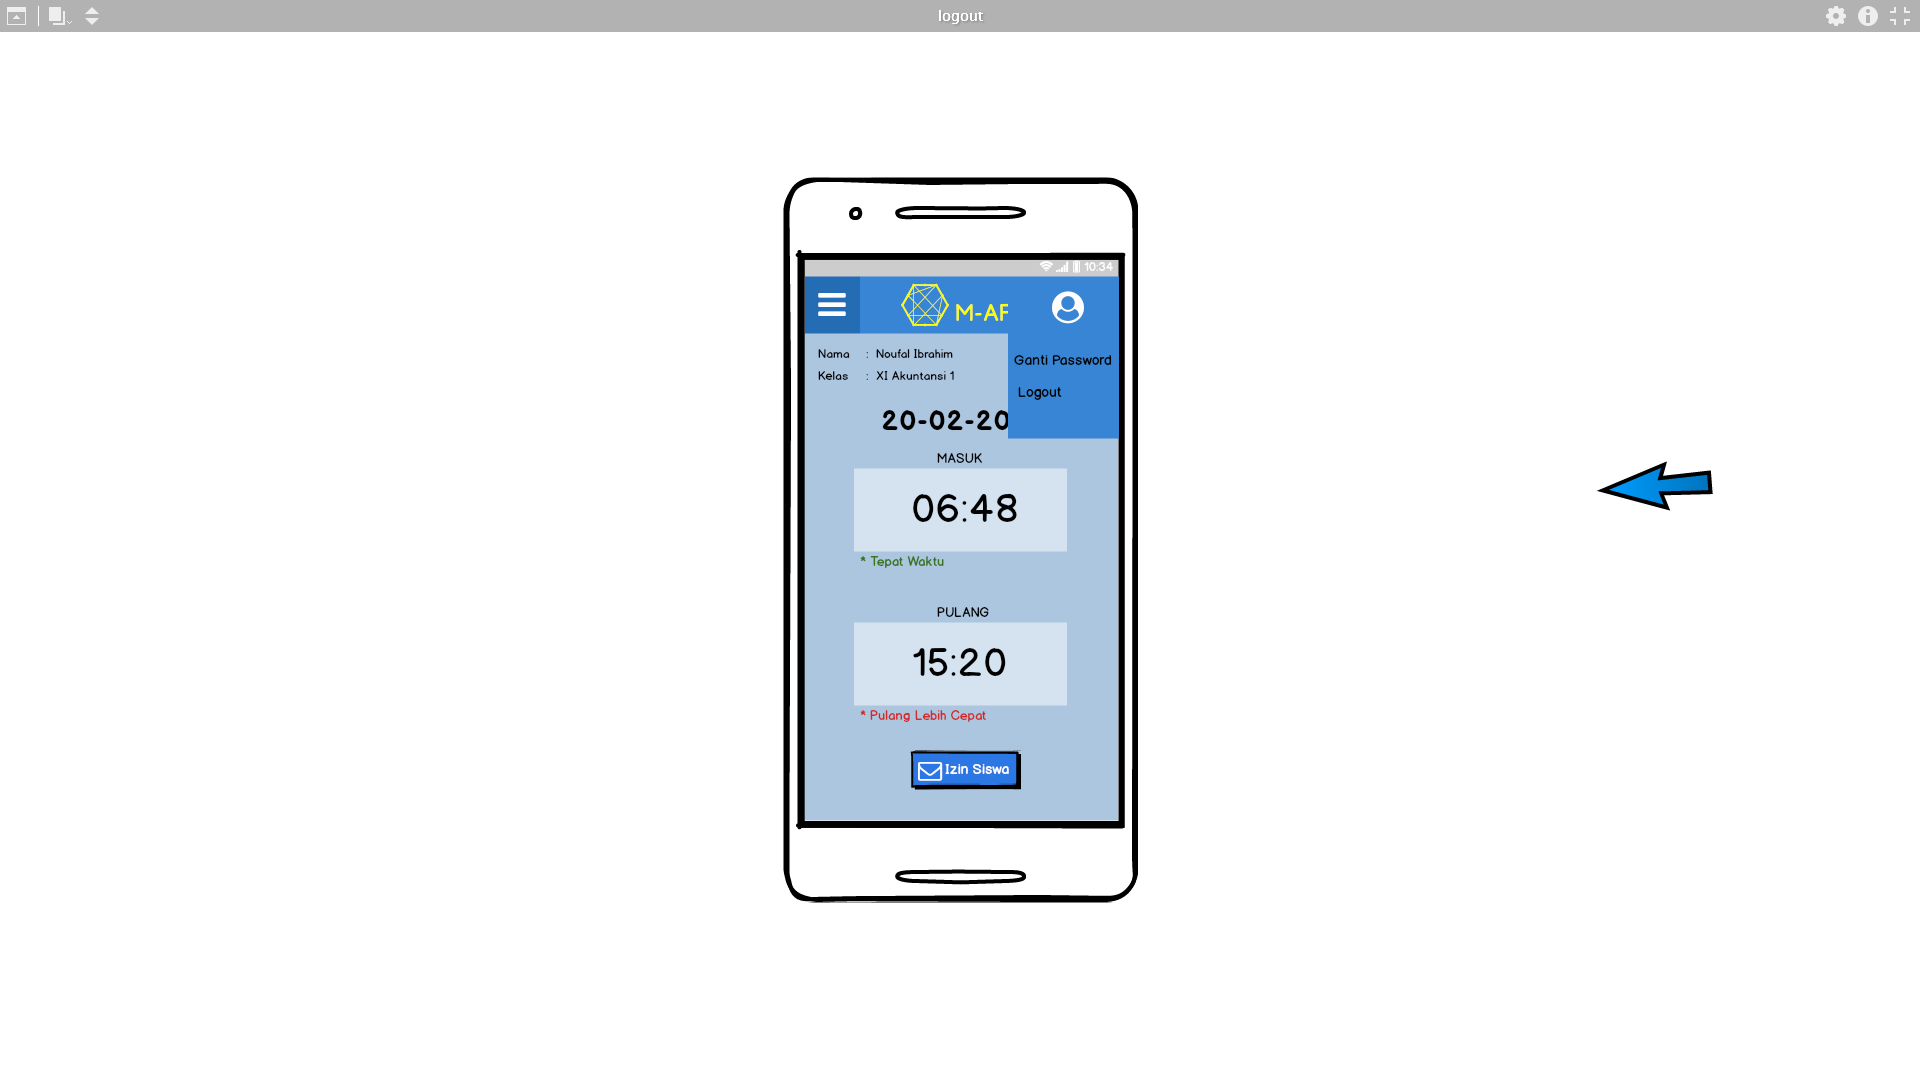 logout
10:34
M-AF
Nama : Noufal Ibrahim
Kelas : XI Akuntansi 1
Ganti Password
Logout
20-02-20
MASUK
06:48
* Tepat Waktu
PULANG
15:20
* Pulang Lebih Cepat
Izin Siswa